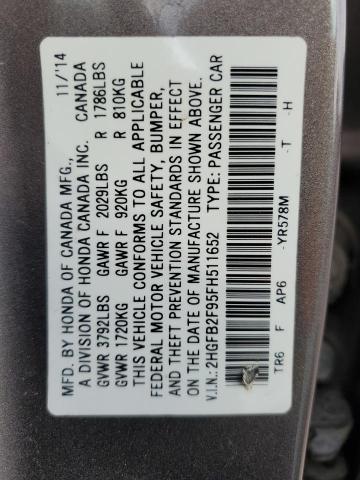 MFD. BY HONDA OF CANADA MFG., 11/'14
A DIVISION OF HONDA CANADA INC. CANADA
GVWR 3792LBS GAWR F 2029LBS R 1786LBS
GVWR 1720KG GAWR F 920KG R 810KG
THIS VEHICLE CONFORMS TO ALL APPLICABLE
FEDERAL MOTOR VEHICLE SAFETY, BUMPER,
AND THEFT PREVENTION STANDARDS IN EFFECT
ON THE DATE OF MANUFACTURE SHOWN ABOVE.
V.I.N.: 2HGFB2F95FH511652 TYPE: PASSENGER CAR
TR6 F AP6 -YR578M -T -H